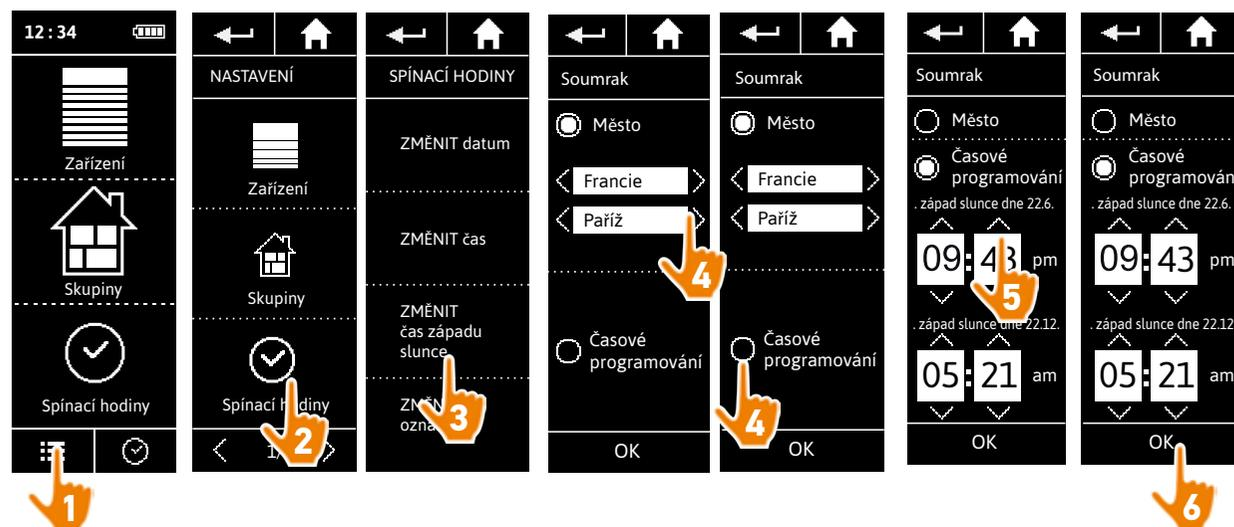 12:34
Zařízení
Skupiny
Spínací hodiny
1
NASTAVENÍ
Zařízení
Skupiny
Spínací hodiny
2
SPÍNACÍ HODINY
ZMĚNIT datum
ZMĚNIT čas
ZMĚNIT
čas západu
slunce
3
Soumrak
Město
Francie
Paříž
4
Časové
programování
OK
Soumrak
Město
Francie
Paříž
Časové
programování
4
OK
Soumrak
Město
Časové
programování
. západ slunce dne 22.6.
09: pm
5
. západ slunce dne 22.12.
05:21 am
OK
Soumrak
Město
Časové
programován
. západ slunce dne 22.6.
09:43 pm
. západ slunce dne 22.12
05:21 am
OK
6